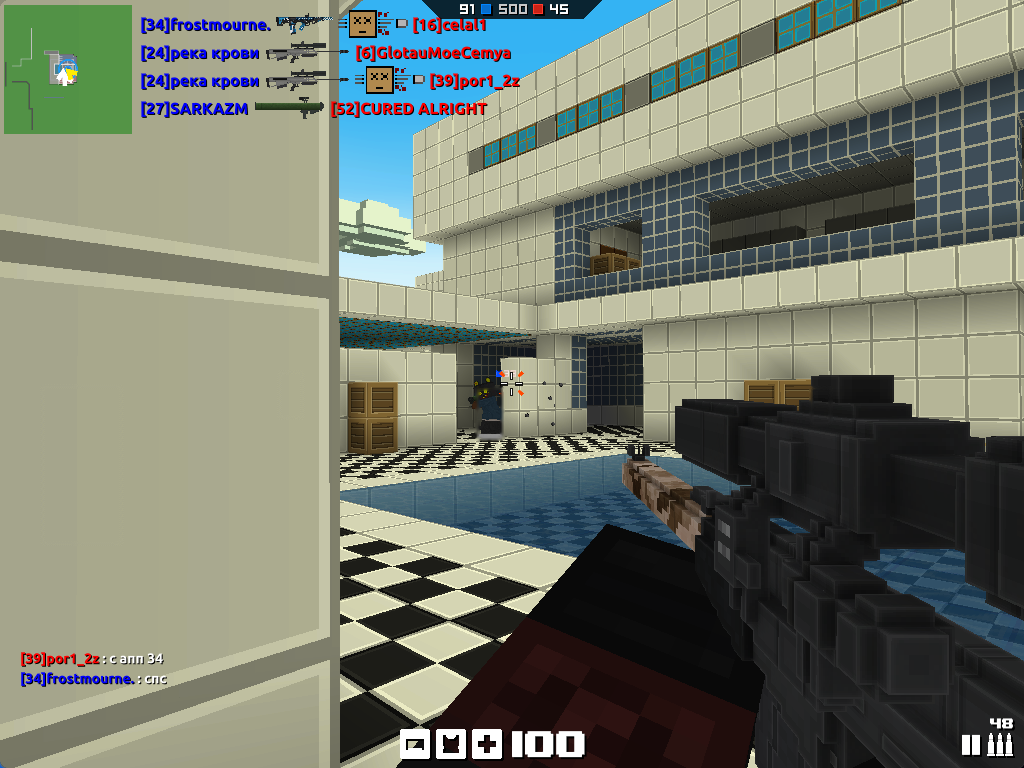 91 500 45
[34]frostmourne. [16]celal1
[24]река крови [6]GlotauMoeCemya
[24]река крови [39]por1_2z
[27]SARKAZM [52]CURED ALRIGHT
[39]por1_2z : с апп 34
[34]frostmourne. : спс
48
100